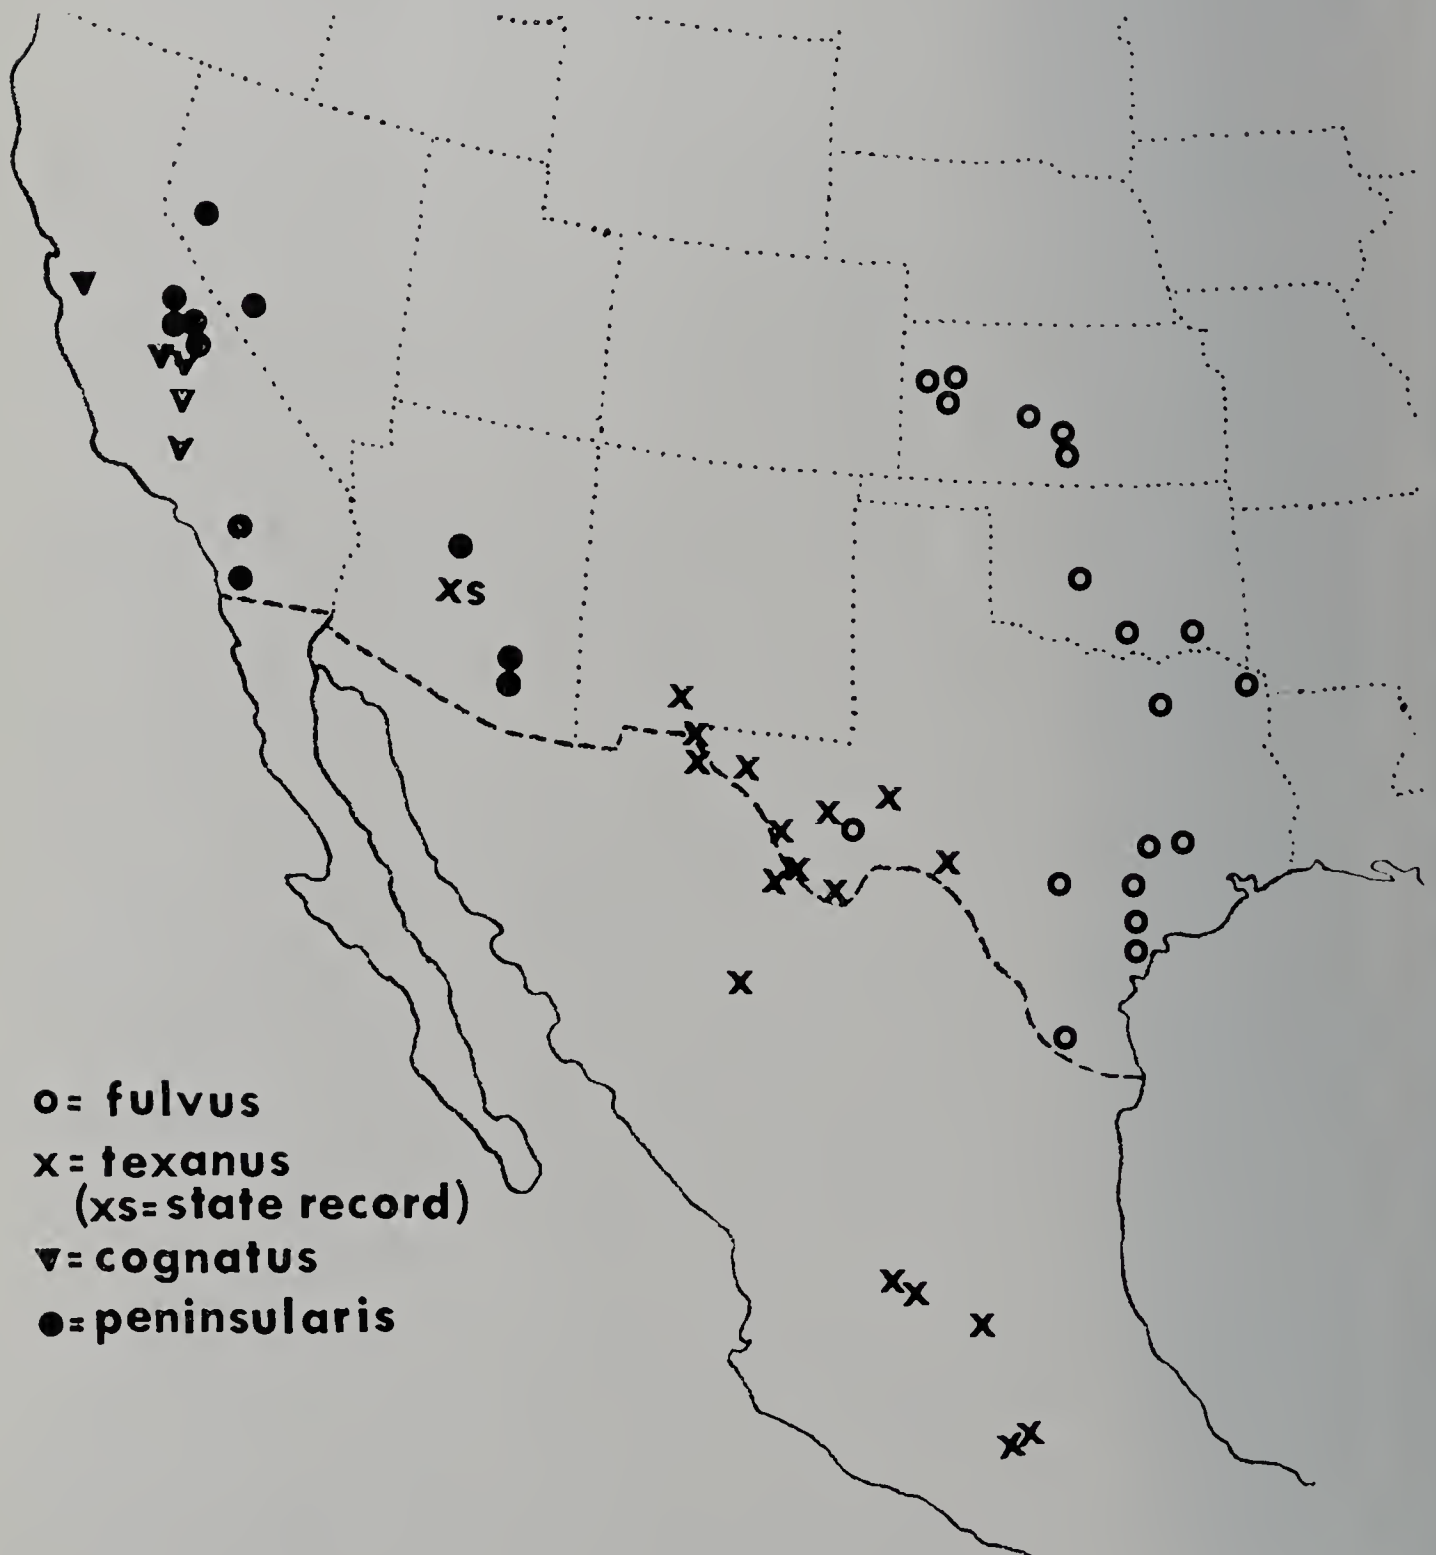 xs
o= fulvus
x= texanus
(xs=state record)
▼= cognatus
●= peninsularis